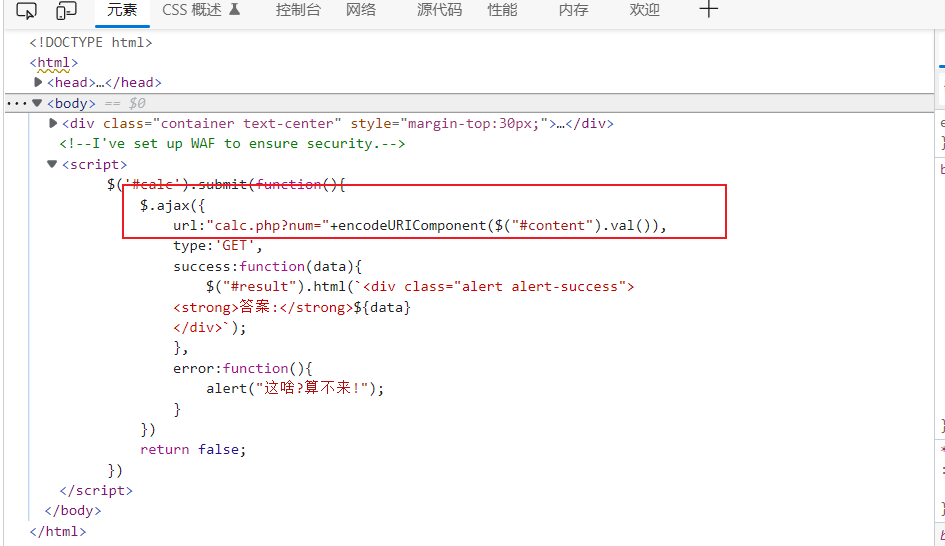 元素 CSS 概述 控制台 网络 源代码 性能 内存 欢迎
<!DOCTYPE html>
<html>
<head>…</head>
<body> == $0
<div class="container text-center" style="margin-top:30px;">…</div>
<!--I've set up WAF to ensure security.-->
<script>
$('#calc').submit(function(){
$.ajax({
url:"calc.php?num="+encodeURIComponent($("#content").val()),
type:'GET',
success:function(data){
$("#result").html(`<div class="alert alert-success">
<strong>答案:</strong>${data}
</div>`);
},
error:function(){
alert("这啥?算不来!");
}
})
return false;
})
</script>
</body>
</html>